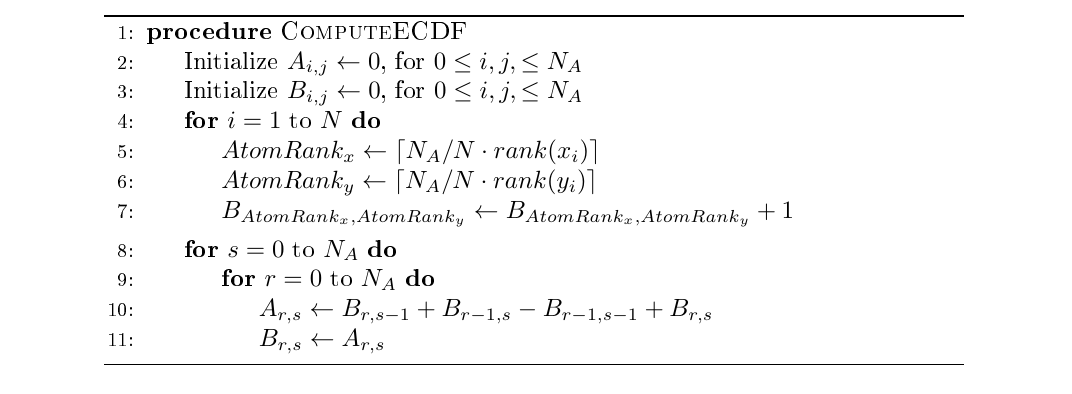 1: procedure COMPUTEECDF
2: Initialize A_{i,j} ← 0, for 0 ≤ i, j, ≤ N_A
3: Initialize B_{i,j} ← 0, for 0 ≤ i, j, ≤ N_A
4: for i = 1 to N do
5: AtomRank_x ← ⌈N_A/N · rank(x_i)⌉
6: AtomRank_y ← ⌈N_A/N · rank(y_i)⌉
7: B_{AtomRank_x,AtomRank_y} ← B_{AtomRank_x,AtomRank_y} + 1
8: for s = 0 to N_A do
9: for r = 0 to N_A do
10: A_{r,s} ← B_{r,s−1} + B_{r−1,s} − B_{r−1,s−1} + B_{r,s}
11: B_{r,s} ← A_{r,s}